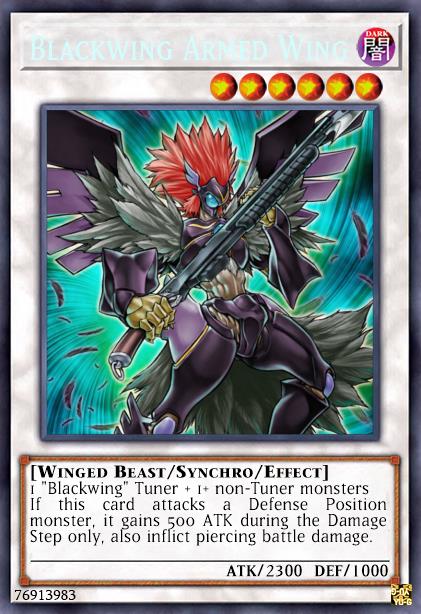 Blackwing Armed Wing
DARK
闇
[Winged Beast/Synchro/Effect]
1 "Blackwing" Tuner + 1+ non-Tuner monsters
If this card attacks a Defense Position
monster, it gains 500 ATK during the Damage
Step only, also inflict piercing battle damage.
ATK/2300 DEF/1000
76913983